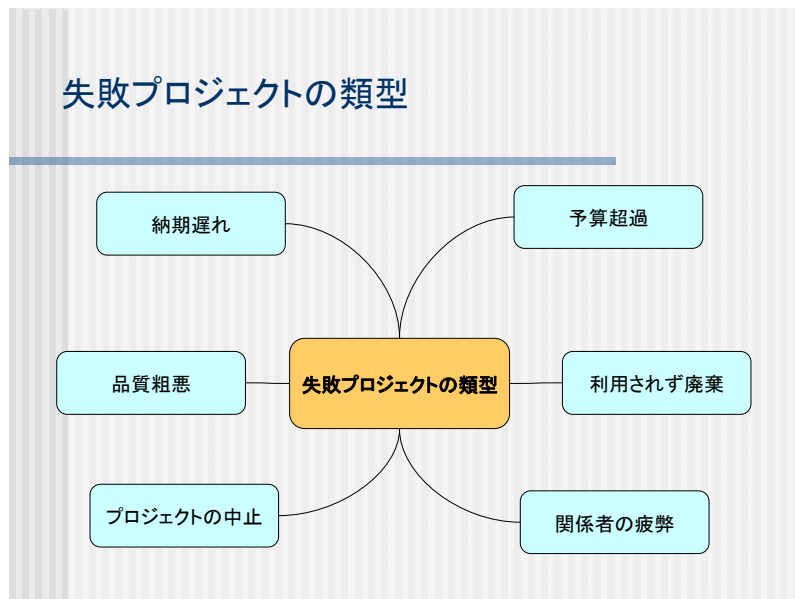 失敗プロジェクトの類型
納期遅れ
予算超過
品質粗悪
失敗プロジェクトの類型
利用されず廃棄
プロジェクトの中止
関係者の疲弊